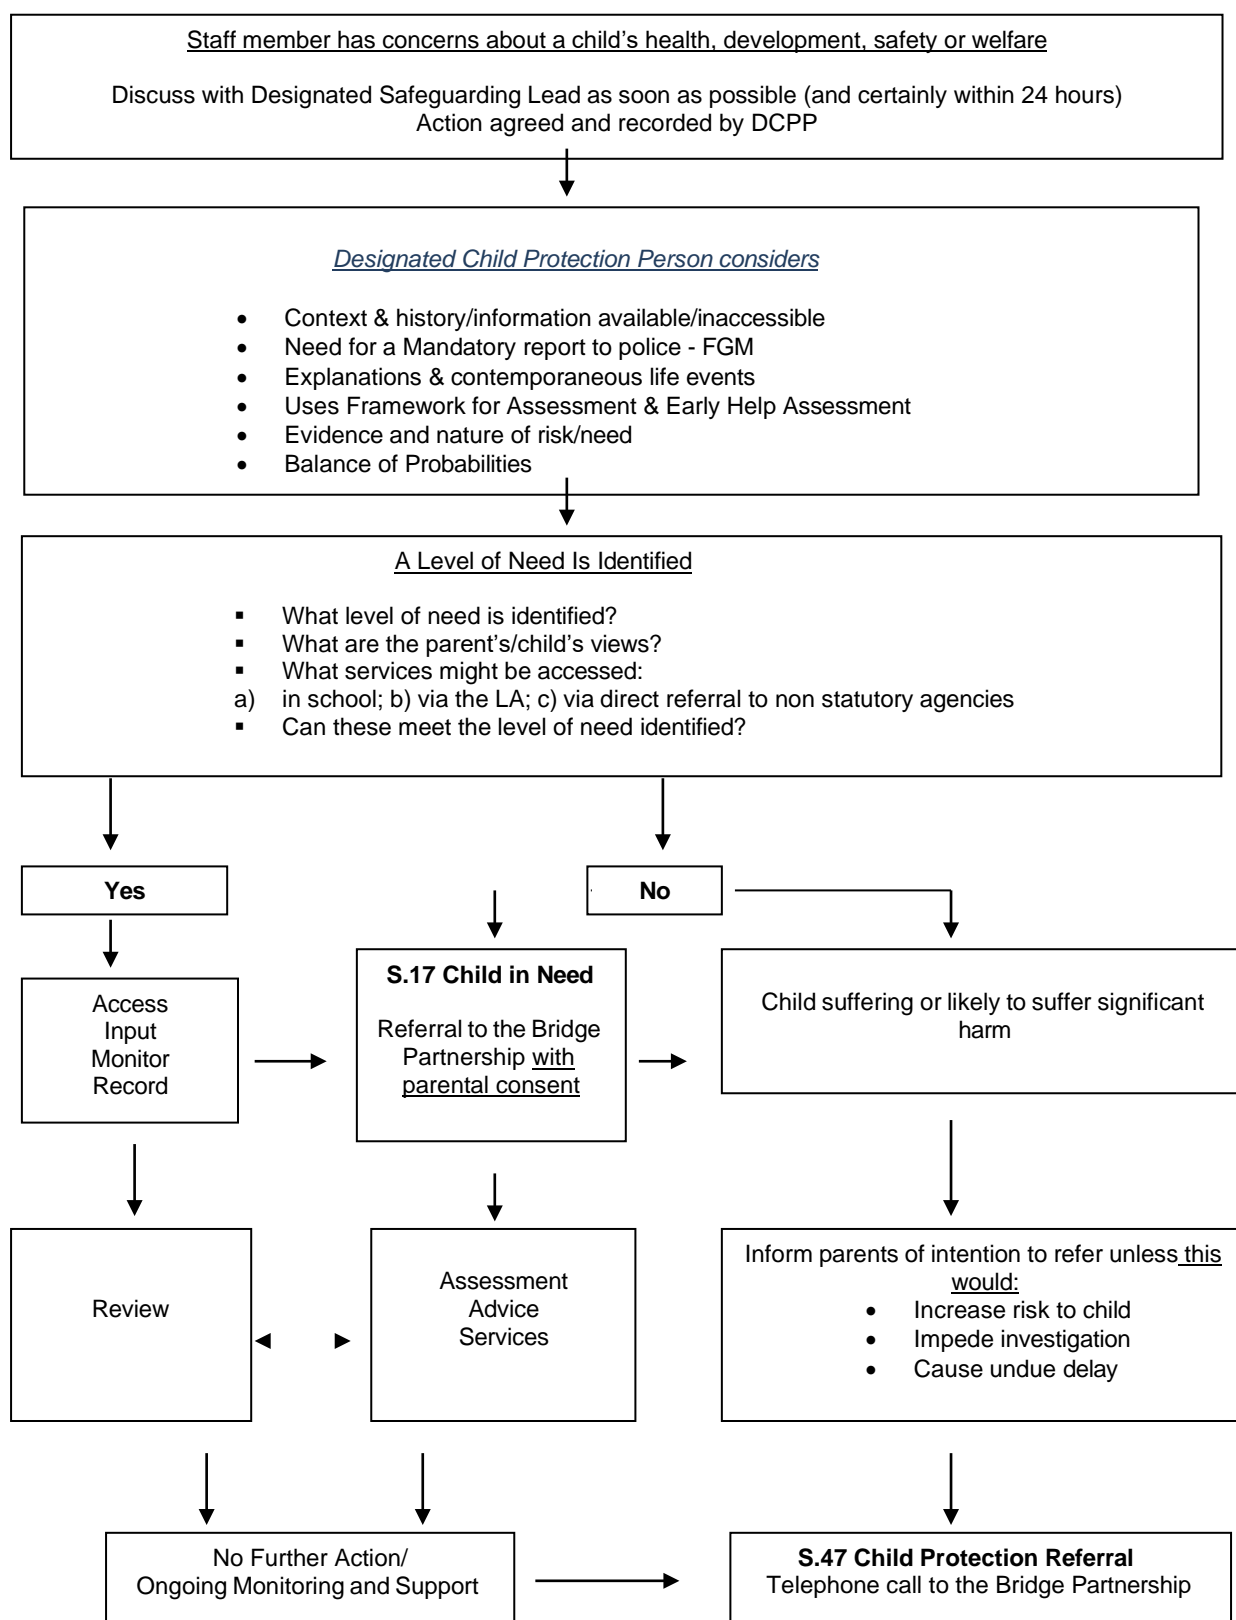 Staff member has concerns about a child’s health, development, safety or welfare
Discuss with Designated Safeguarding Lead as soon as possible (and certainly within 24 hours)
Action agreed and recorded by DCPP
Designated Child Protection Person considers
• Context & history/information available/inaccessible
• Need for a Mandatory report to police - FGM
• Explanations & contemporaneous life events
• Uses Framework for Assessment & Early Help Assessment
• Evidence and nature of risk/need
• Balance of Probabilities
A Level of Need Is Identified
▪ What level of need is identified?
▪ What are the parent’s/child’s views?
▪ What services might be accessed:
a) in school; b) via the LA; c) via direct referral to non statutory agencies
▪ Can these meet the level of need identified?
Yes
No
Access
Input
Monitor
Record
S.17 Child in Need
Referral to the Bridge
Partnership with
parental consent
Child suffering or likely to suffer significant
harm
Review
Assessment
Advice
Services
Inform parents of intention to refer unless this
would:
• Increase risk to child
• Impede investigation
• Cause undue delay
No Further Action/
Ongoing Monitoring and Support
S.47 Child Protection Referral
Telephone call to the Bridge Partnership